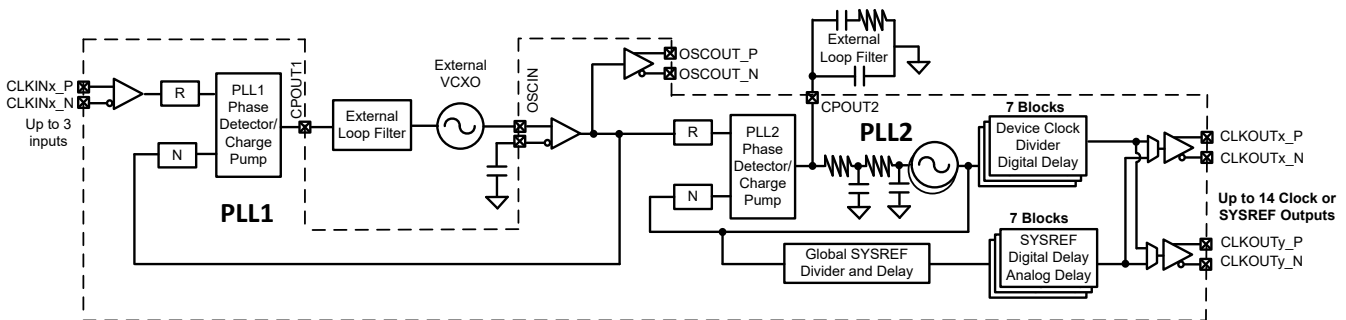 CLKINx_P
CLKINx_N
Up to 3
inputs
R
N
PLL1
Phase
Detector/
Charge
Pump
PLL1
CPOUT1
External
Loop Filter
External
VCXO
OSCIN
OSCOUT_P
OSCOUT_N
External
Loop Filter
CPOUT2
R
N
PLL2
Phase
Detector/
Charge
Pump
PLL2
7 Blocks
Device Clock
Divider
Digital Delay
CLKOUTx_P
CLKOUTx_N
Up to 14 Clock or
SYSREF Outputs
Global SYSREF
Divider and Delay
7 Blocks
SYSREF
Digital Delay
Analog Delay
CLKOUTy_P
CLKOUTy_N